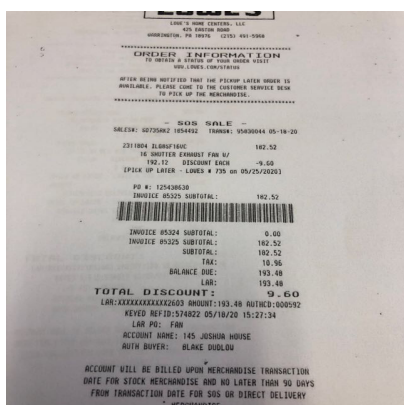 LOWE'S
LOWE'S HOME CENTERS, LLC
425 EASTON ROAD
WARRINGTON, PA 18976 (215) 491-5908
ORDER INFORMATION
TO OBTAIN A STATUS OF YOUR ORDER VISIT
WWW.LOWES.COM/STATUS
AFTER BEING NOTIFIED THAT THE PICKUP LATER ORDER IS
AVAILABLE. PLEASE COME TO THE CUSTOMER SERVICE DESK
TO PICK UP THE MERCHANDISE.
- SOS SALE -
SALES#: 1854492 TRANS#: 95030044 05-18-20
2311804 182.52
16 SHUTTER EXHAUST FAN W/
192.12 DISCOUNT EACH -9.60
[PICK UP LATER - LOWES # 735 on 05/25/2020]
PO #: 125438630
INVOICE 85325 SUBTOTAL: 182.52
INVOICE 85324 SUBTOTAL: 0.00
INVOICE 85325 SUBTOTAL: 182.52
SUBTOTAL: 182.52
TAX: 10.96
BALANCE DUE: 193.48
LAR: 193.48
TOTAL DISCOUNT: 9.60
LAR:XXXXXXXXXXXX2603 AMOUNT:193.48 AUTHCD:000592
KEYED REFID:574822 05/18/20 15:27:34
LAR PO: FAN
ACCOUNT NAME: 145 JOSHUA HOUSE
AUTH BUYER: BLAKE DUDLOW
ACCOUNT WILL BE BILLED UPON MERCHANDISE TRANSACTION
DATE FOR STOCK MERCHANDISE AND NO LATER THAN 90 DAYS
FROM TRANSACTION DATE FOR SOS OR DIRECT DELIVERY
MERCHANDISE